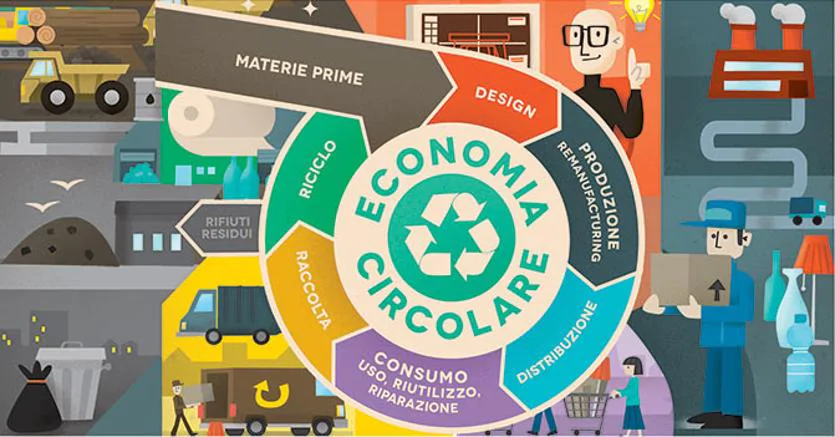 MATERIE PRIME
DESIGN
PRODUZIONE
REMANUFACTURING
DISTRIBUZIONE
CONSUMO
USO, RIUTILIZZO,
RIPARAZIONE
RACCOLTA
RIFIUTI
RESIDUI
RICICLO
ECONOMIA
CIRCOLARE